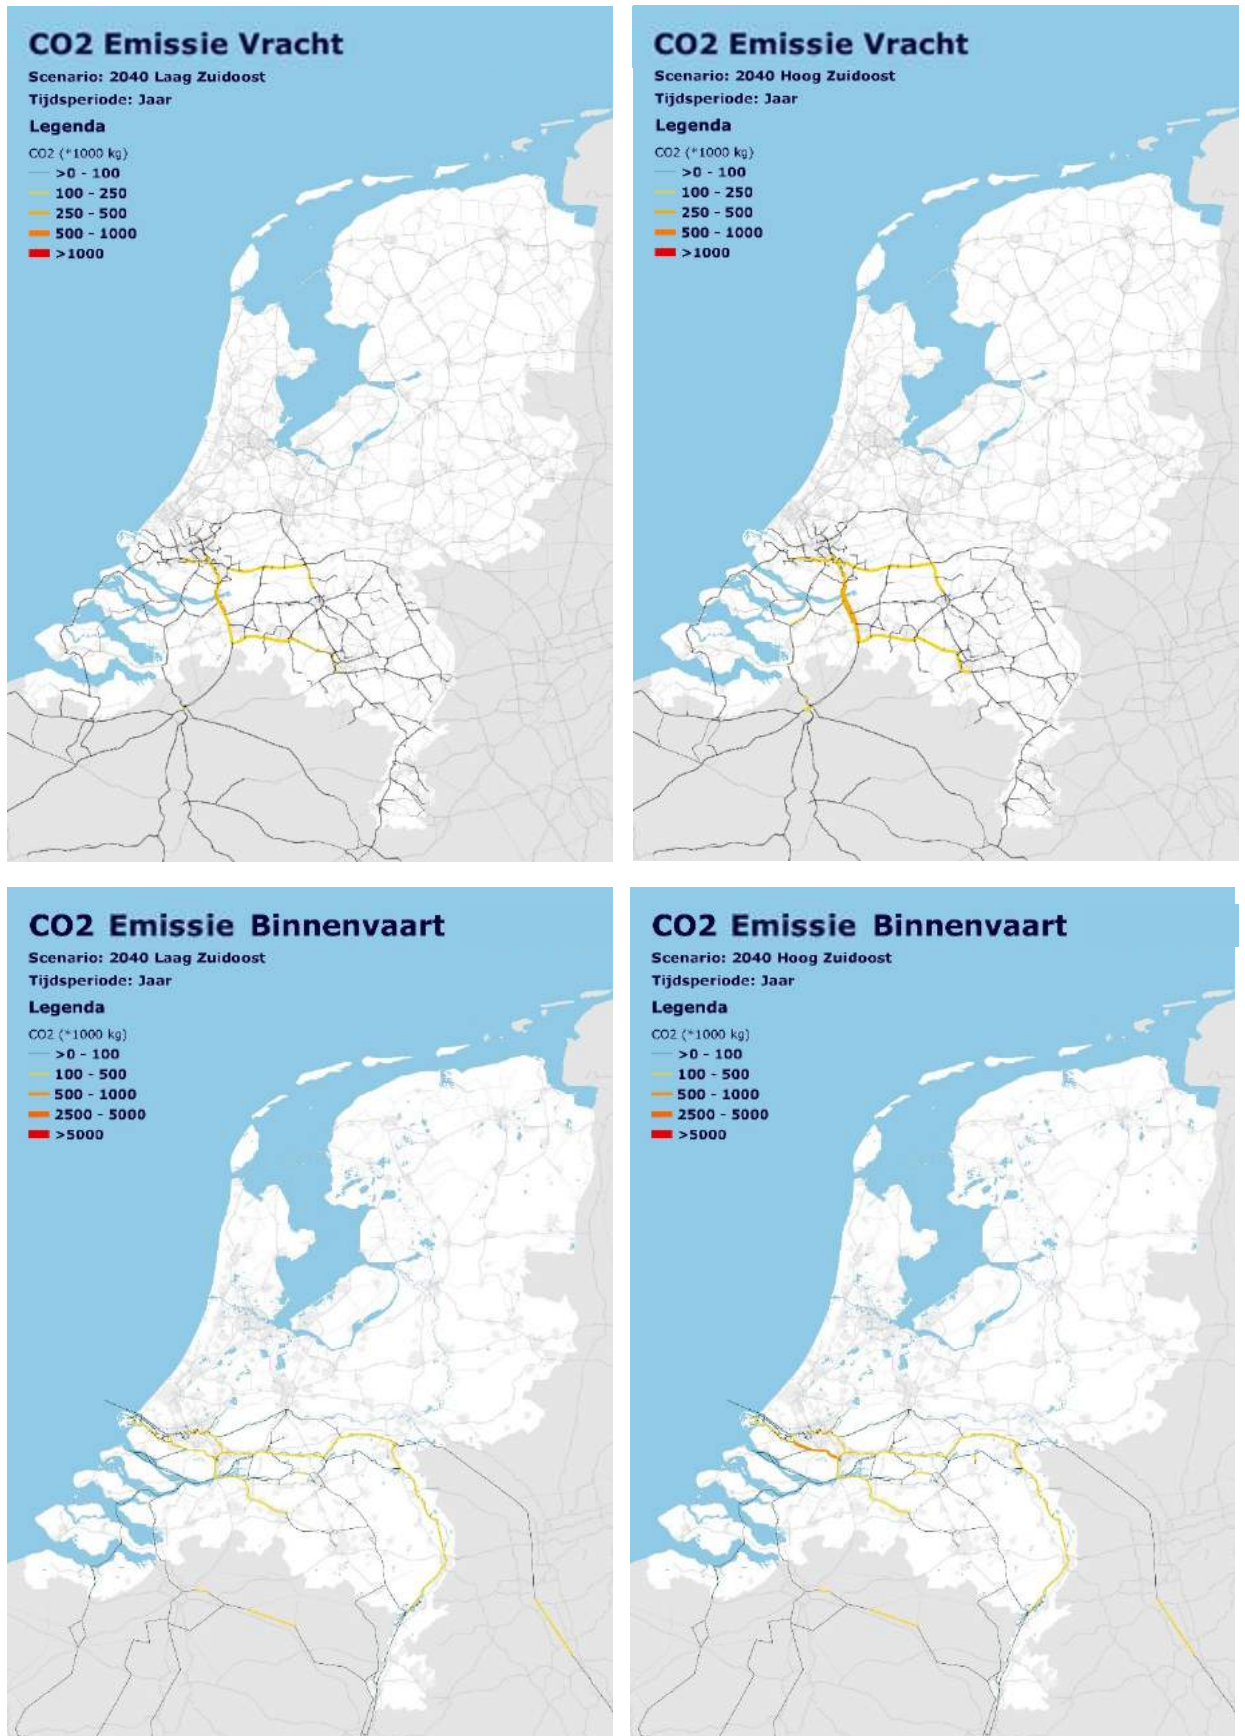 CO2 Emissie Vracht
Scenario: 2040 Laag Zuidoost
Tijdsperiode: Jaar
Legenda
CO2 (*1000 kg)
>0 - 100
100 - 250
250 - 500
500 - 1000
>1000
CO2 Emissie Vracht
Scenario: 2040 Hoog Zuidoost
Tijdsperiode: Jaar
Legenda
CO2 (*1000 kg)
>0 - 100
100 - 250
250 - 500
500 - 1000
>1000
CO2 Emissie Binnenvaart
Scenario: 2040 Laag Zuidoost
Tijdsperiode: Jaar
Legenda
CO2 (*1000 kg)
>0 - 100
100 - 500
500 - 1000
2500 - 5000
>5000
CO2 Emissie Binnenvaart
Scenario: 2040 Hoog Zuidoost
Tijdsperiode: Jaar
Legenda
CO2 (*1000 kg)
>0 - 100
100 - 500
500 - 1000
2500 - 5000
>5000